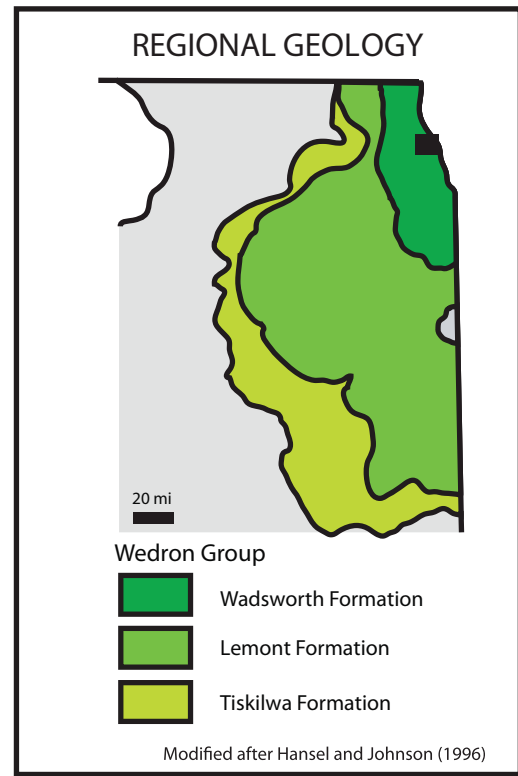 REGIONAL GEOLOGY
20 mi
Wedron Group
Wadsworth Formation
Lemont Formation
Tiskilwa Formation
Modified after Hansel and Johnson (1996)